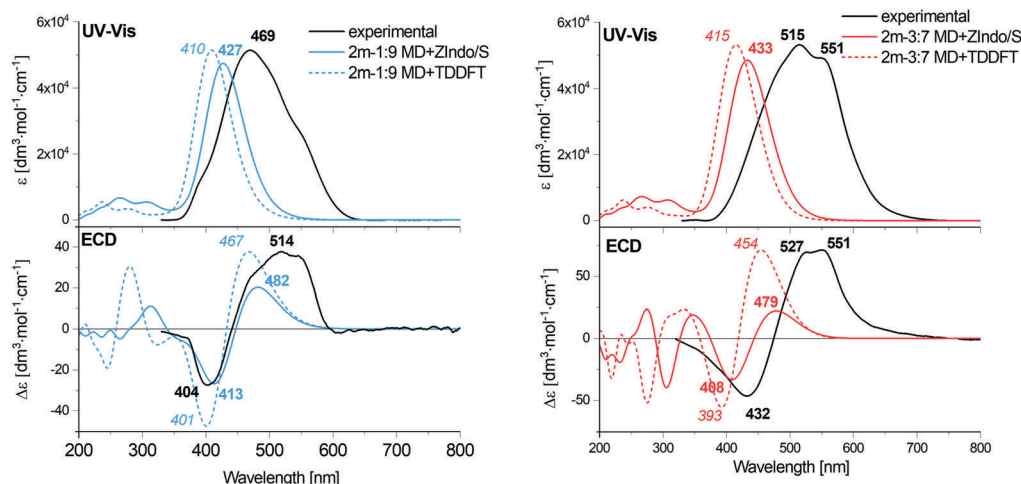 UV-Vis
experimental
2m-1:9 MD+ZIndo/S
2m-1:9 MD+TDDFT
410
427
469
6x10⁴
4x10⁴
2x10⁴
0
ε [dm³·mol⁻¹·cm⁻¹]
ECD
467
514
482
404
413
401
40
20
0
-20
-40
Δε [dm³·mol⁻¹·cm⁻¹]
200 300 400 500 600 700 800
Wavelength [nm]
UV-Vis
experimental
2m-3:7 MD+ZIndo/S
2m-3:7 MD+TDDFT
415
433
515
551
6x10⁴
4x10⁴
2x10⁴
0
ε [dm³·mol⁻¹·cm⁻¹]
ECD
454
527
551
479
408
393
432
50
0
-50
Δε [dm³·mol⁻¹·cm⁻¹]
200 300 400 500 600 700 800
Wavelength [nm]